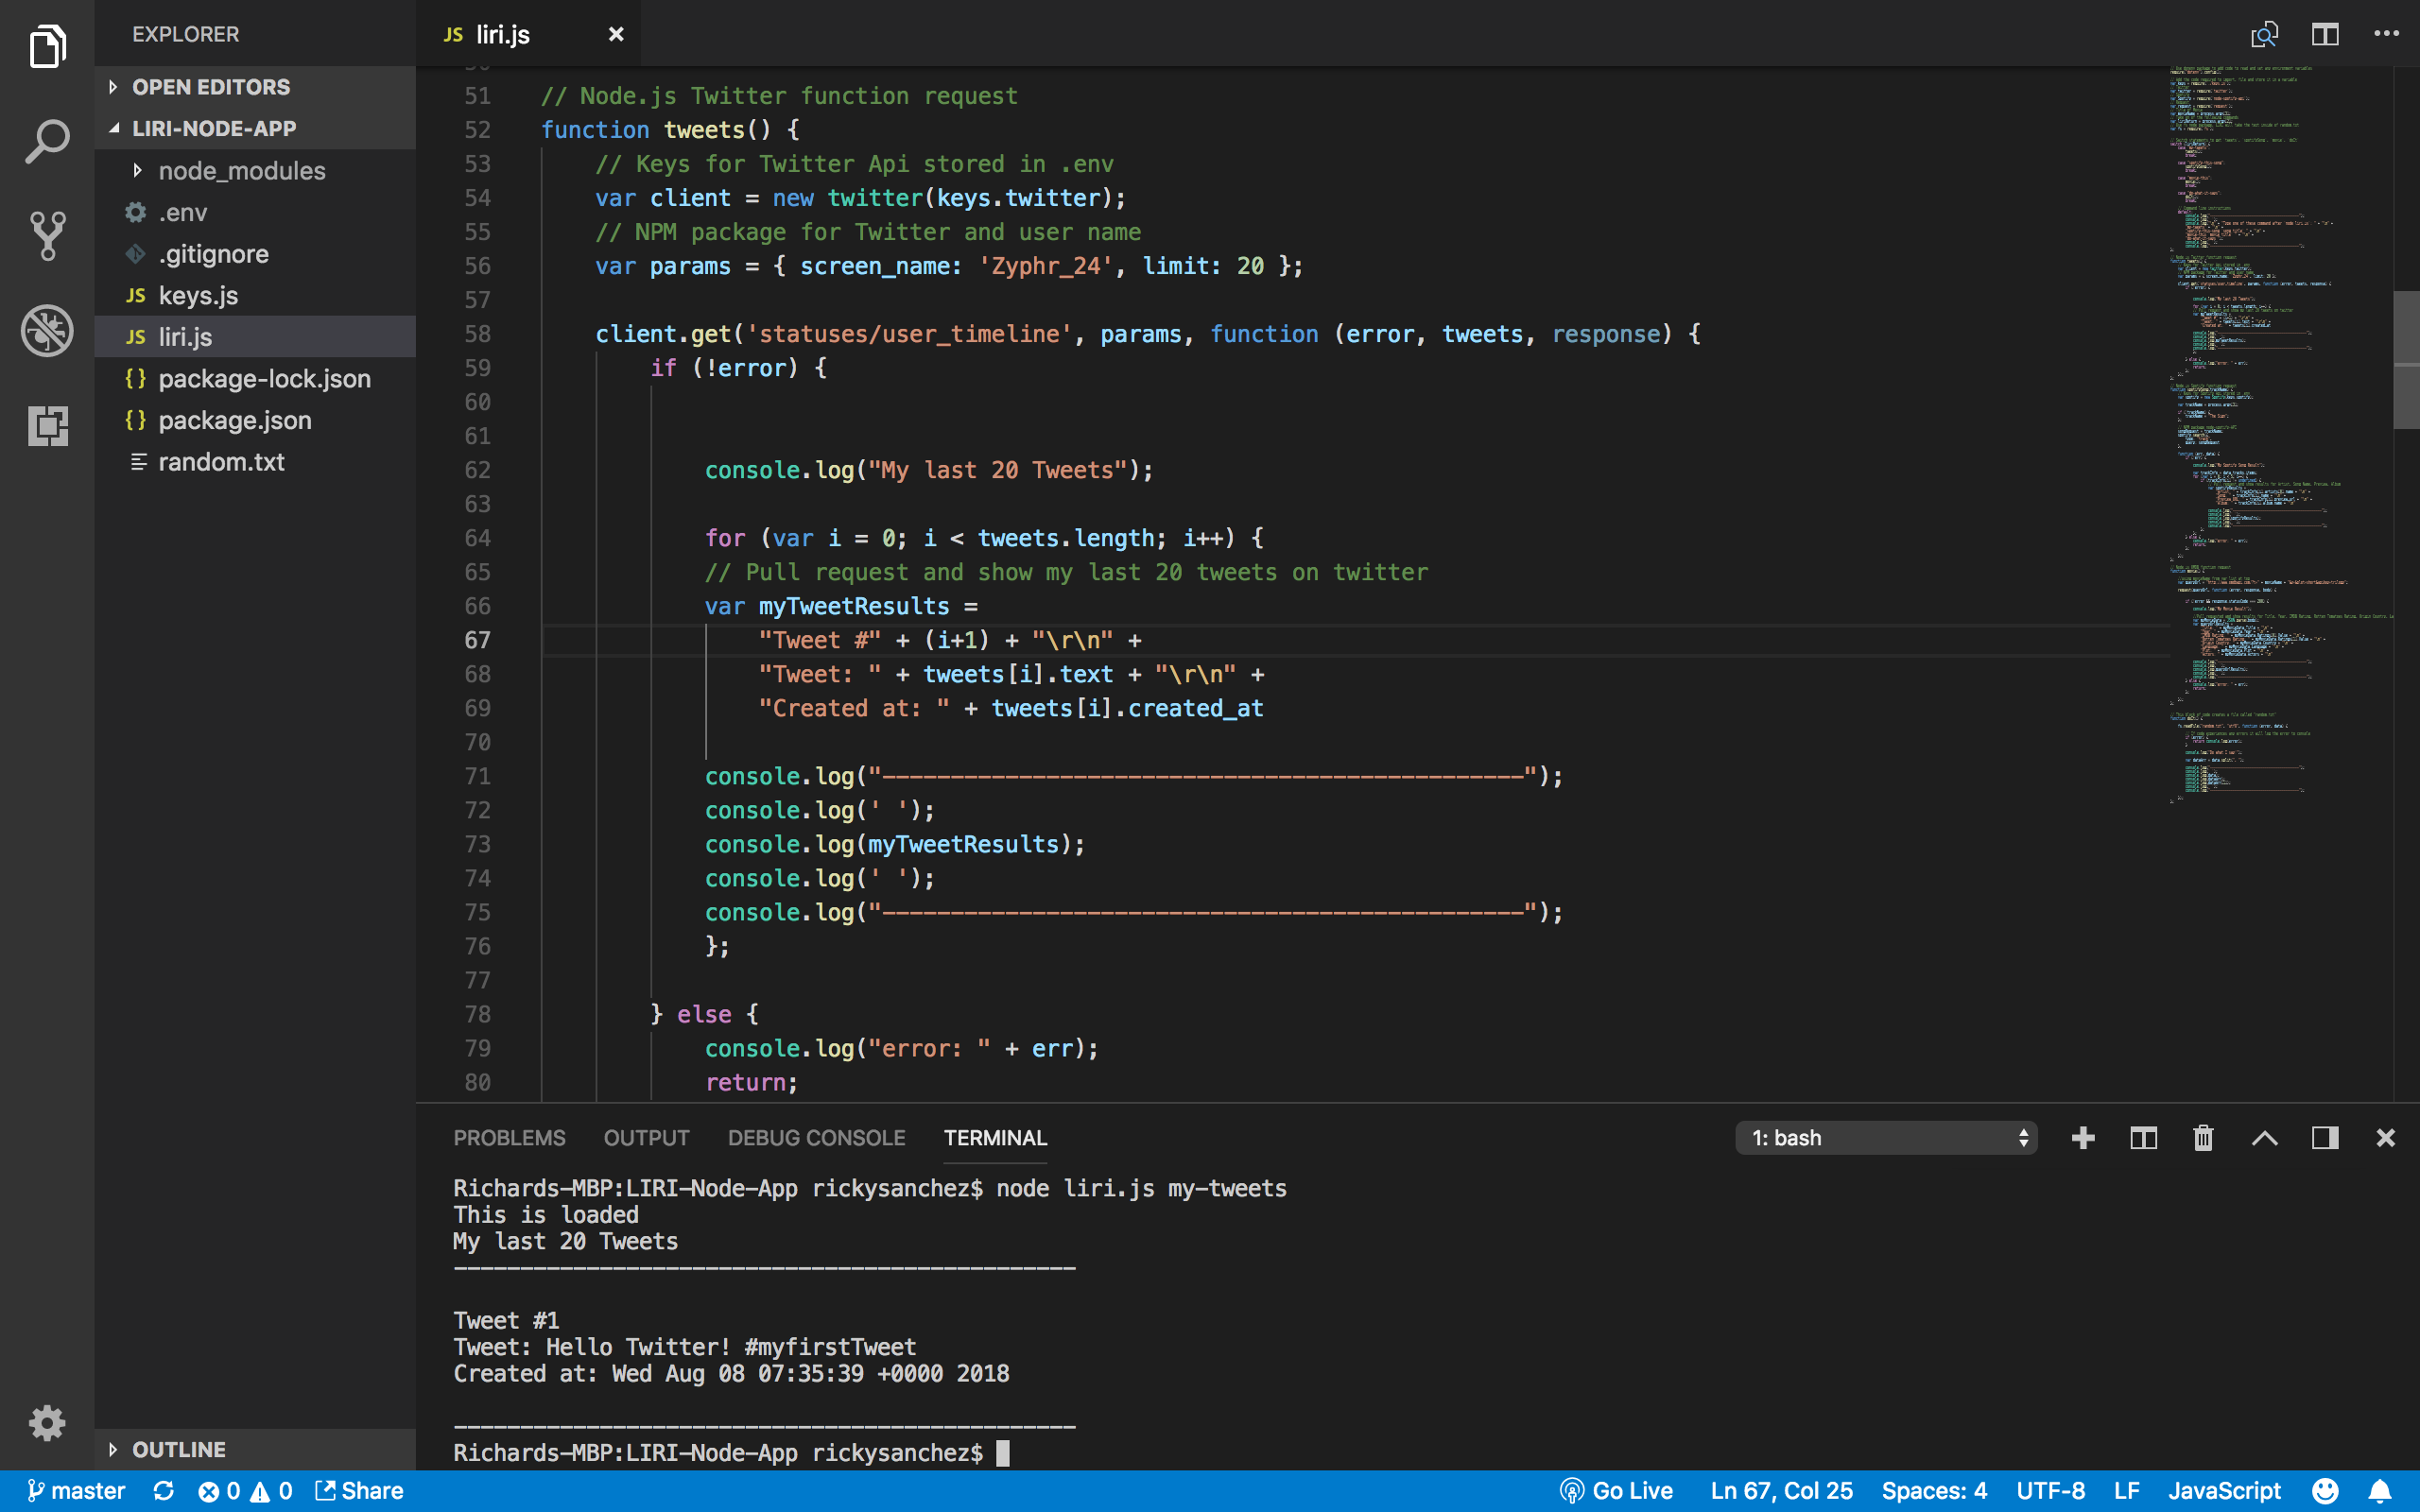 EXPLORER
OPEN EDITORS
LIRI-NODE-APP
node_modules
.env
.gitignore
JS keys.js
JS liri.js
{} package-lock.json
{} package.json
random.txt
OUTLINE
JS liri.js
51 // Node.js Twitter function request
52 function tweets() {
53 // Keys for Twitter Api stored in .env
54 var client = new twitter(keys.twitter);
55 // NPM package for Twitter and user name
56 var params = { screen_name: 'Zyphr_24', limit: 20 };
57
58 client.get('statuses/user_timeline', params, function (error, tweets, response) {
59 if (!error) {
60
61
62 console.log("My last 20 Tweets");
63
64 for (var i = 0; i < tweets.length; i++) {
65 // Pull request and show my last 20 tweets on twitter
66 var myTweetResults =
67 "Tweet #" + (i+1) + "\r\n" +
68 "Tweet: " + tweets[i].text + "\r\n" +
69 "Created at: " + tweets[i].created_at
70
71 console.log("-----------------------------------------------");
72 console.log(' ');
73 console.log(myTweetResults);
74 console.log(' ');
75 console.log("-----------------------------------------------");
76 };
77
78 } else {
79 console.log("error: " + err);
80 return;
PROBLEMS OUTPUT DEBUG CONSOLE TERMINAL 1: bash
Richards-MBP:LIRI-Node-App rickysanchez$ node liri.js my-tweets
This is loaded
My last 20 Tweets
-----------------------------------------------
Tweet #1
Tweet: Hello Twitter! #myfirstTweet
Created at: Wed Aug 08 07:35:39 +0000 2018
-----------------------------------------------
Richards-MBP:LIRI-Node-App rickysanchez$
master 0 0 Share Go Live Ln 67, Col 25 Spaces: 4 UTF-8 LF JavaScript